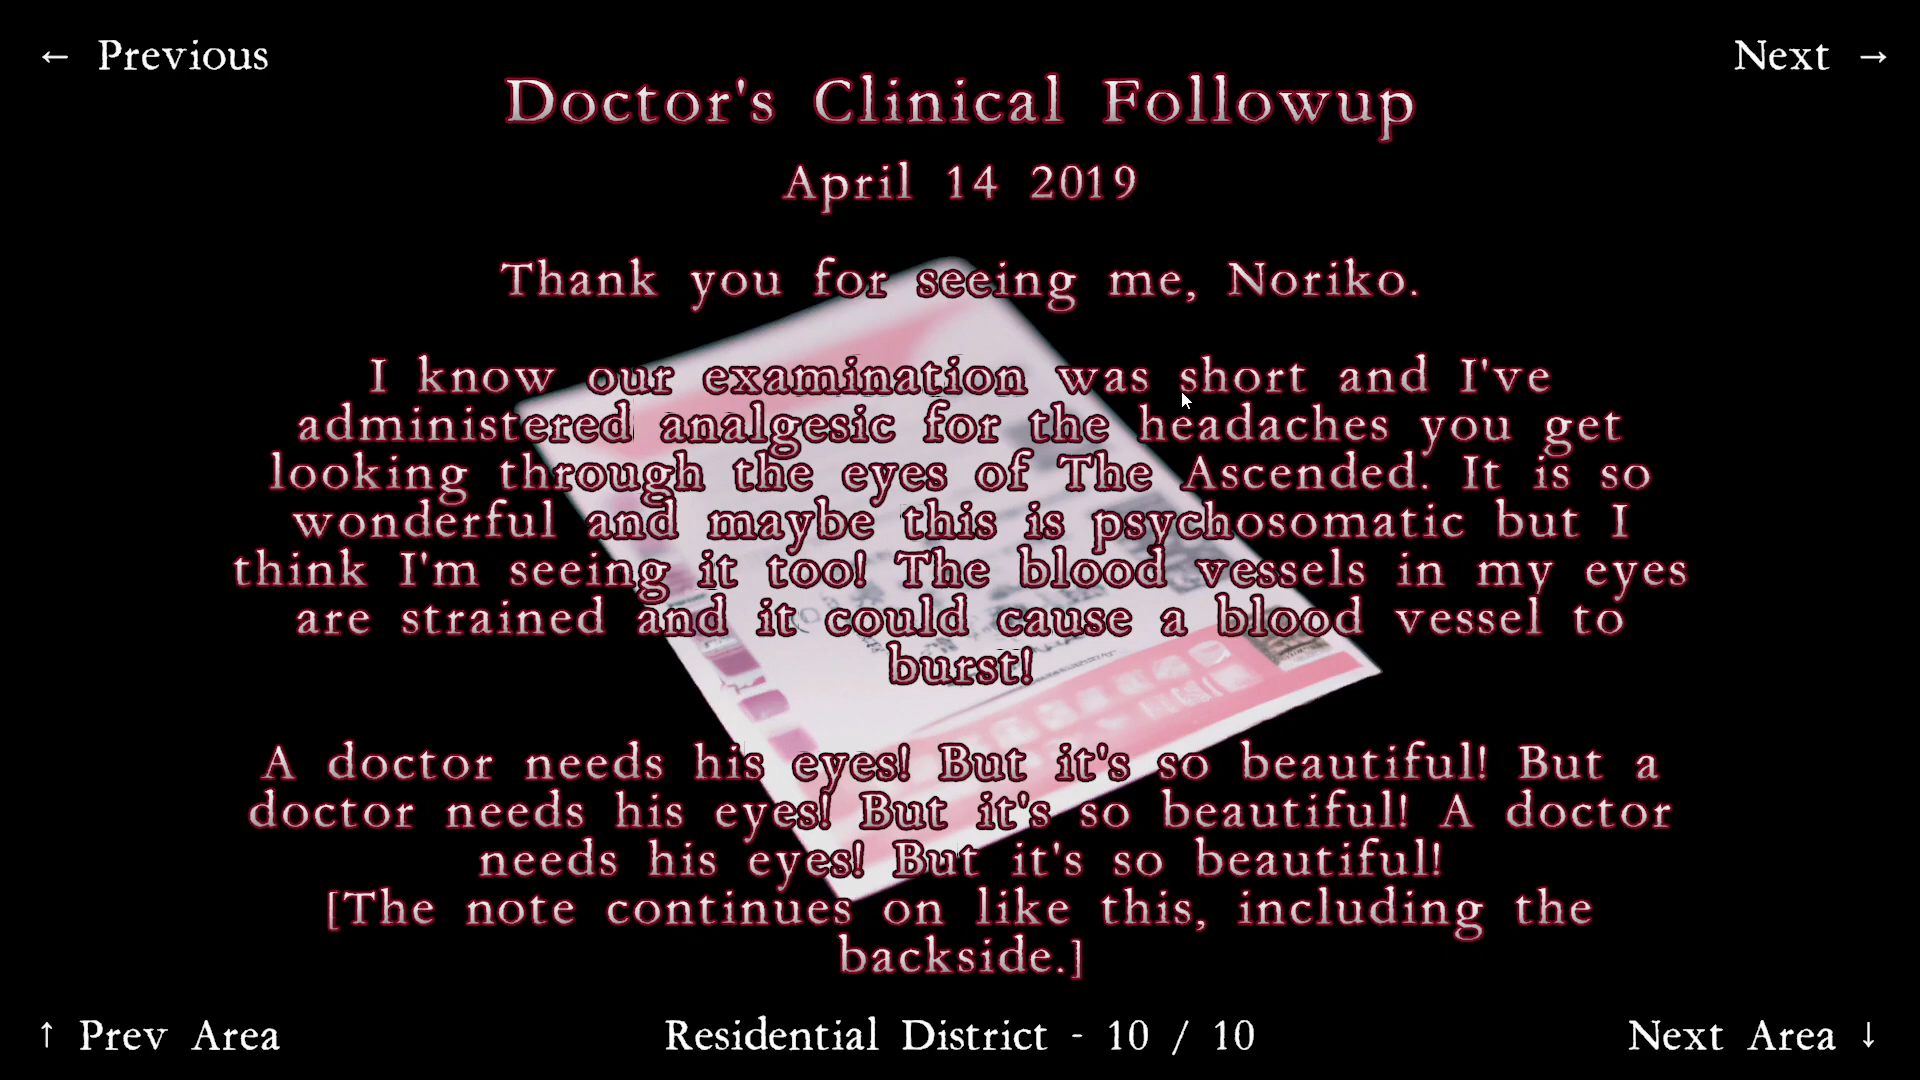 ← Previous
Next →
Doctor's Clinical Followup
April 14 2019
Thank you for seeing me, Noriko.
I know our examination was short and I've
administered analgesic for the headaches you get
looking through the eyes of The Ascended. It is so
wonderful and maybe this is psychosomatic but I
think I'm seeing it too! The blood vessels in my eyes
are strained and it could cause a blood vessel to
burst!
A doctor needs his eyes! But it's so beautiful! But a
doctor needs his eyes! But it's so beautiful! A doctor
needs his eyes! But it's so beautiful!
[The note continues on like this, including the
backside.]
↑ Prev Area
Residential District - 10 / 10
Next Area ↓